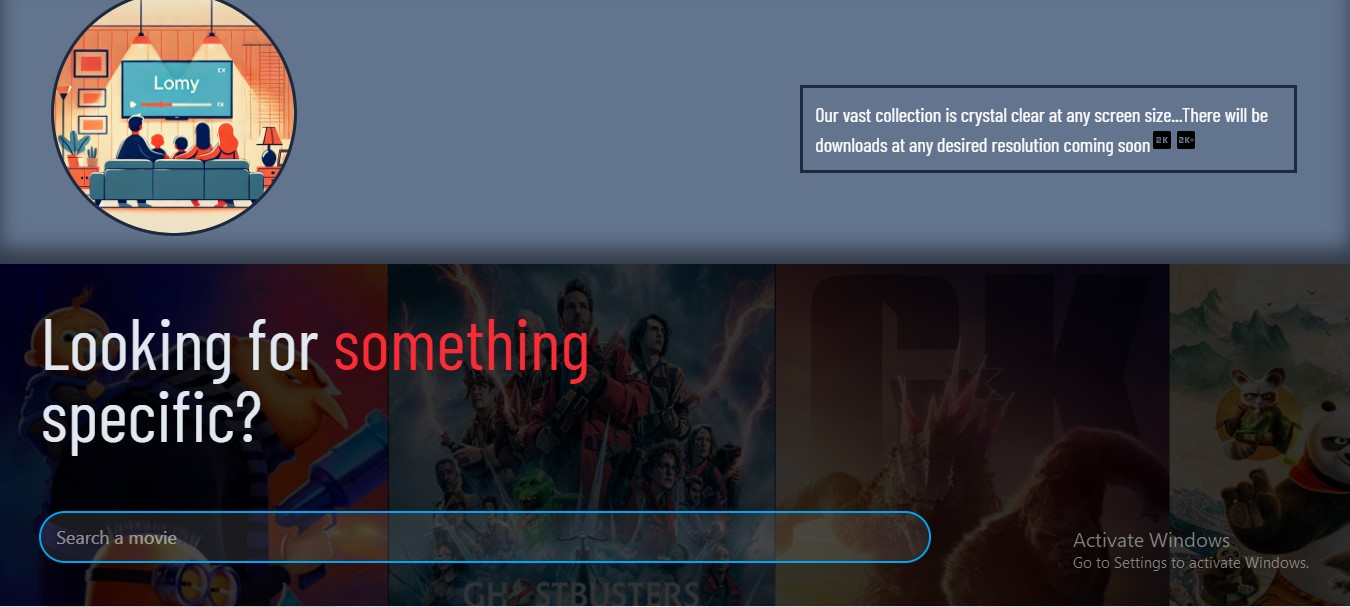 Lomy
Our vast collection is crystal clear at any screen size...There will be
downloads at any desired resolution coming soon 2K 2K+
Looking for something
specific?
Search a movie
GHOSTBUSTERS
Activate Windows
Go to Settings to activate Windows.